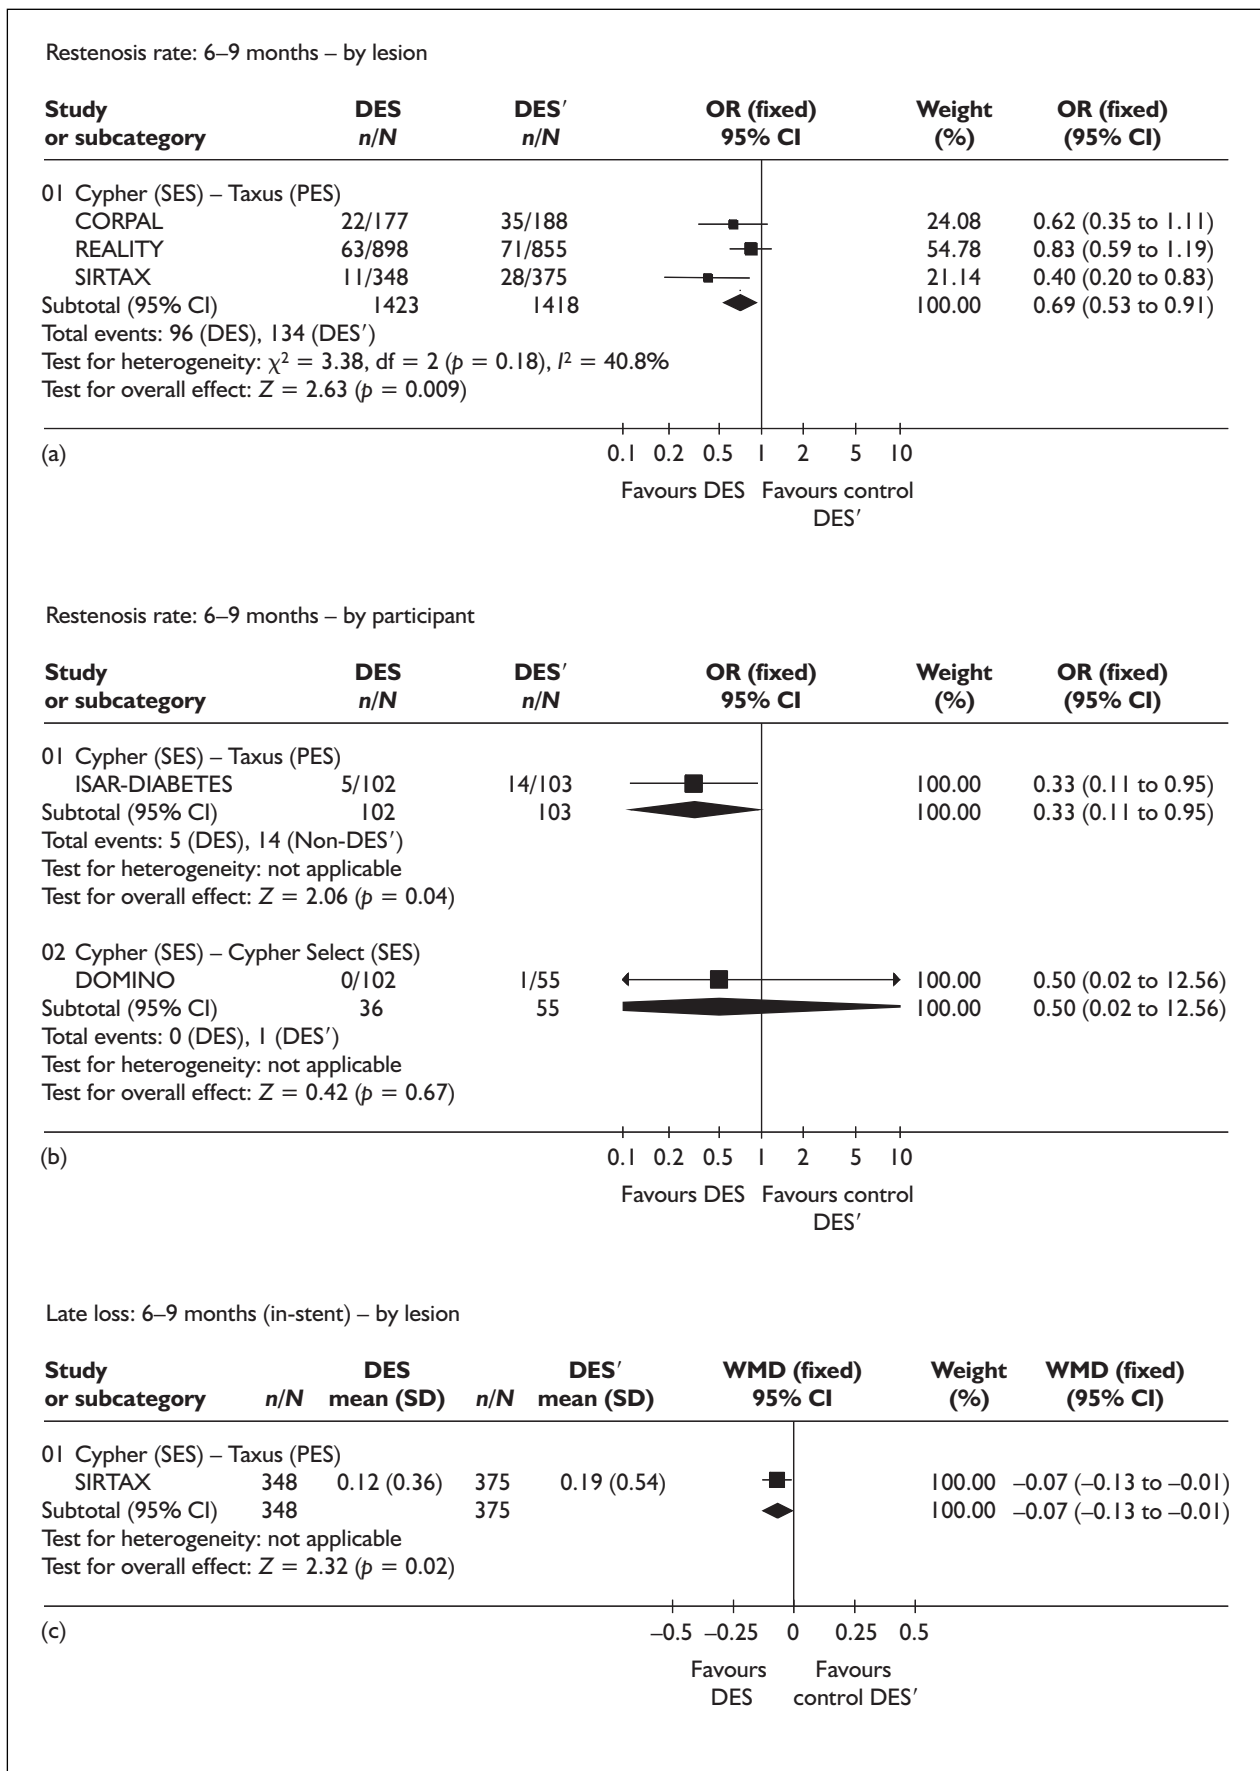 Restenosis rate: 6–9 months – by lesion
Study DES DES′ OR (fixed) Weight OR (fixed)
or subcategory n/N n/N 95% CI (%) (95% CI)
01 Cypher (SES) – Taxus (PES)
CORPAL 22/177 35/188 24.08 0.62 (0.35 to 1.11)
REALITY 63/898 71/855 54.78 0.83 (0.59 to 1.19)
SIRTAX 11/348 28/375 21.14 0.40 (0.20 to 0.83)
Subtotal (95% CI) 1423 1418 100.00 0.69 (0.53 to 0.91)
Total events: 96 (DES), 134 (DES′)
Test for heterogeneity: χ² = 3.38, df = 2 (p = 0.18), I² = 40.8%
Test for overall effect: Z = 2.63 (p = 0.009)
(a) 0.1 0.2 0.5 1 2 5 10
Favours DES Favours control
DES′
Restenosis rate: 6–9 months – by participant
Study DES DES′ OR (fixed) Weight OR (fixed)
or subcategory n/N n/N 95% CI (%) (95% CI)
01 Cypher (SES) – Taxus (PES)
ISAR-DIABETES 5/102 14/103 100.00 0.33 (0.11 to 0.95)
Subtotal (95% CI) 102 103 100.00 0.33 (0.11 to 0.95)
Total events: 5 (DES), 14 (Non-DES′)
Test for heterogeneity: not applicable
Test for overall effect: Z = 2.06 (p = 0.04)
02 Cypher (SES) – Cypher Select (SES)
DOMINO 0/102 1/55 100.00 0.50 (0.02 to 12.56)
Subtotal (95% CI) 36 55 100.00 0.50 (0.02 to 12.56)
Total events: 0 (DES), 1 (DES′)
Test for heterogeneity: not applicable
Test for overall effect: Z = 0.42 (p = 0.67)
(b) 0.1 0.2 0.5 1 2 5 10
Favours DES Favours control
DES′
Late loss: 6–9 months (in-stent) – by lesion
Study DES DES′ WMD (fixed) Weight WMD (fixed)
or subcategory n/N mean (SD) n/N mean (SD) 95% CI (%) (95% CI)
01 Cypher (SES) – Taxus (PES)
SIRTAX 348 0.12 (0.36) 375 0.19 (0.54) 100.00 –0.07 (–0.13 to –0.01)
Subtotal (95% CI) 348 375 100.00 –0.07 (–0.13 to –0.01)
Test for heterogeneity: not applicable
Test for overall effect: Z = 2.32 (p = 0.02)
(c) –0.5 –0.25 0 0.25 0.5
Favours Favours
DES control DES′